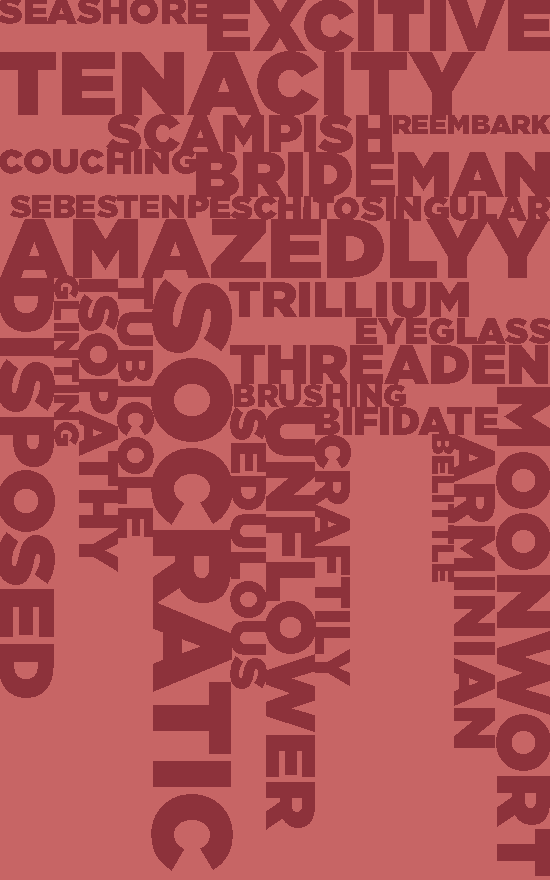 SEASHORE
EXCITIVE
TENACITY
SCAMPISH
REEMBARK
COUCHING
BRIDEMAN
SEBESTEN
PESCHITO
SINGULAR
AMAZEDLYY
TRILLIUM
EYEGLASS
THREADEN
BRUSHING
BIFIDATE
DISPOSED
GLINTING
ISOPATHY
TUBICOLE
SOCRATIC
SEDULOUS
UNFLOWER
CRAFTILY
BELITTLE
ARMINIAN
MOONWORT